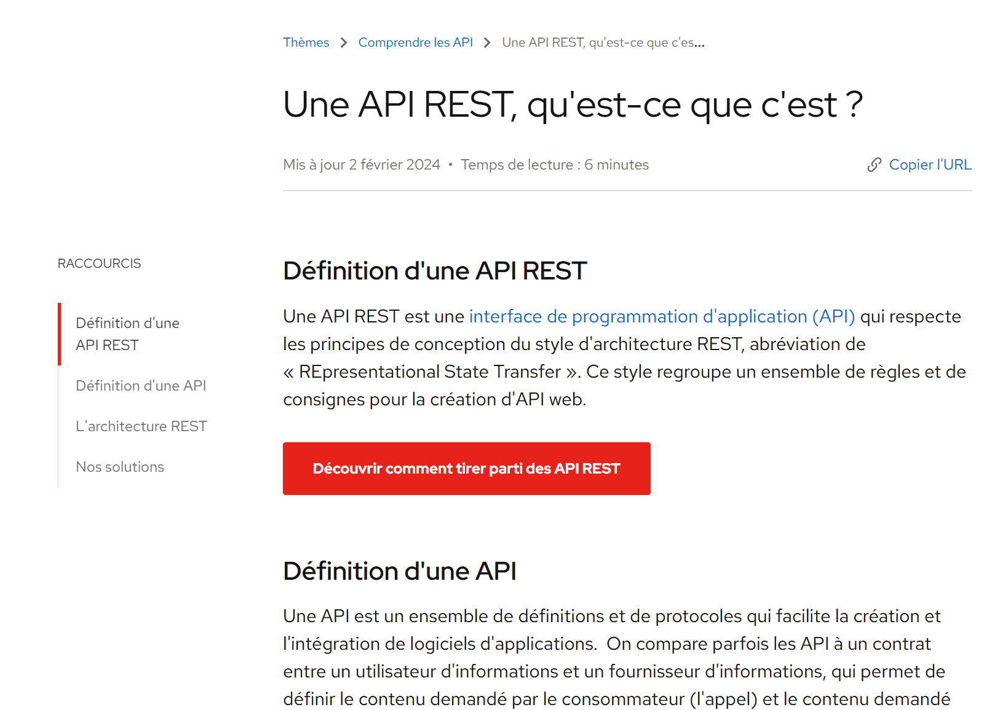 Thèmes > Comprendre les API > Une API REST, qu'est-ce que c'es...
Une API REST, qu'est-ce que c'est ?
Mis à jour 2 février 2024 • Temps de lecture : 6 minutes
Copier l'URL
RACCOURCIS
Définition d'une
API REST
Définition d'une API
L'architecture REST
Nos solutions
Définition d'une API REST
Une API REST est une interface de programmation d'application (API) qui respecte
les principes de conception du style d'architecture REST, abréviation de
« REpresentational State Transfer ». Ce style regroupe un ensemble de règles et de
consignes pour la création d'API web.
Découvrir comment tirer parti des API REST
Définition d'une API
Une API est un ensemble de définitions et de protocoles qui facilite la création et
l'intégration de logiciels d'applications.  On compare parfois les API à un contrat
entre un utilisateur d'informations et un fournisseur d'informations, qui permet de
définir le contenu demandé par le consommateur (l'appel) et le contenu demandé